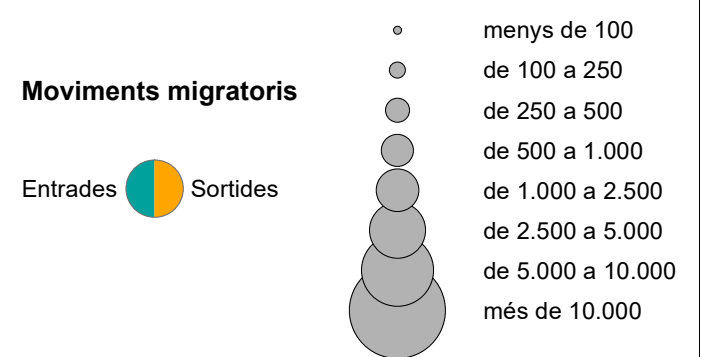 Moviments migratoris
Entrades Sortides
menys de 100
de 100 a 250
de 250 a 500
de 500 a 1.000
de 1.000 a 2.500
de 2.500 a 5.000
de 5.000 a 10.000
més de 10.000